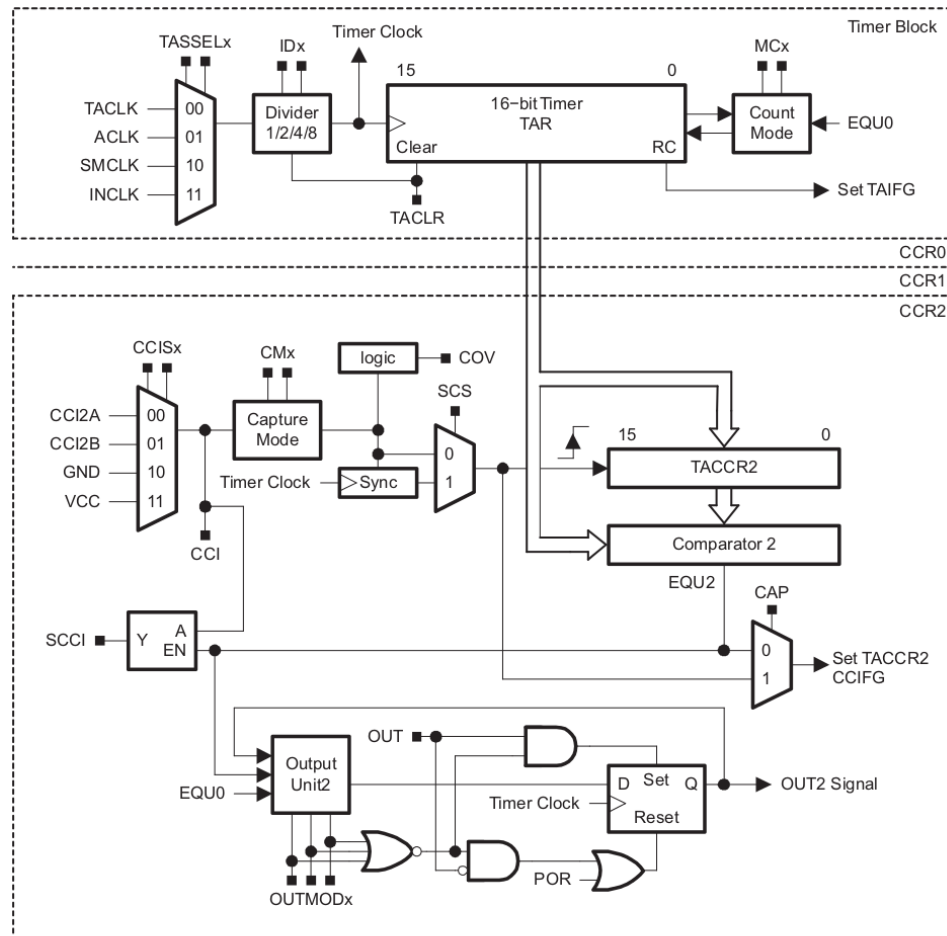 Timer Block
Timer Clock
TASSELx
IDx
15
0
MCx
TACLK
00
ACLK
01
SMCLK
10
INCLK
11
Divider
1/2/4/8
16−bit Timer
TAR
Clear
RC
Count
Mode
EQU0
Set TAIFG
TACLR
CCR0
CCR1
CCR2
CCISx
CMx
logic
COV
SCS
CCI2A
00
CCI2B
01
GND
10
VCC
11
Capture
Mode
0
1
Timer Clock
Sync
15
0
TACCR2
Comparator 2
CCI
EQU2
CAP
SCCI
Y
A
EN
0
1
Set TACCR2
CCIFG
OUT
Output
Unit2
EQU0
D
Set
Q
Timer Clock
Reset
OUT2 Signal
POR
OUTMODx